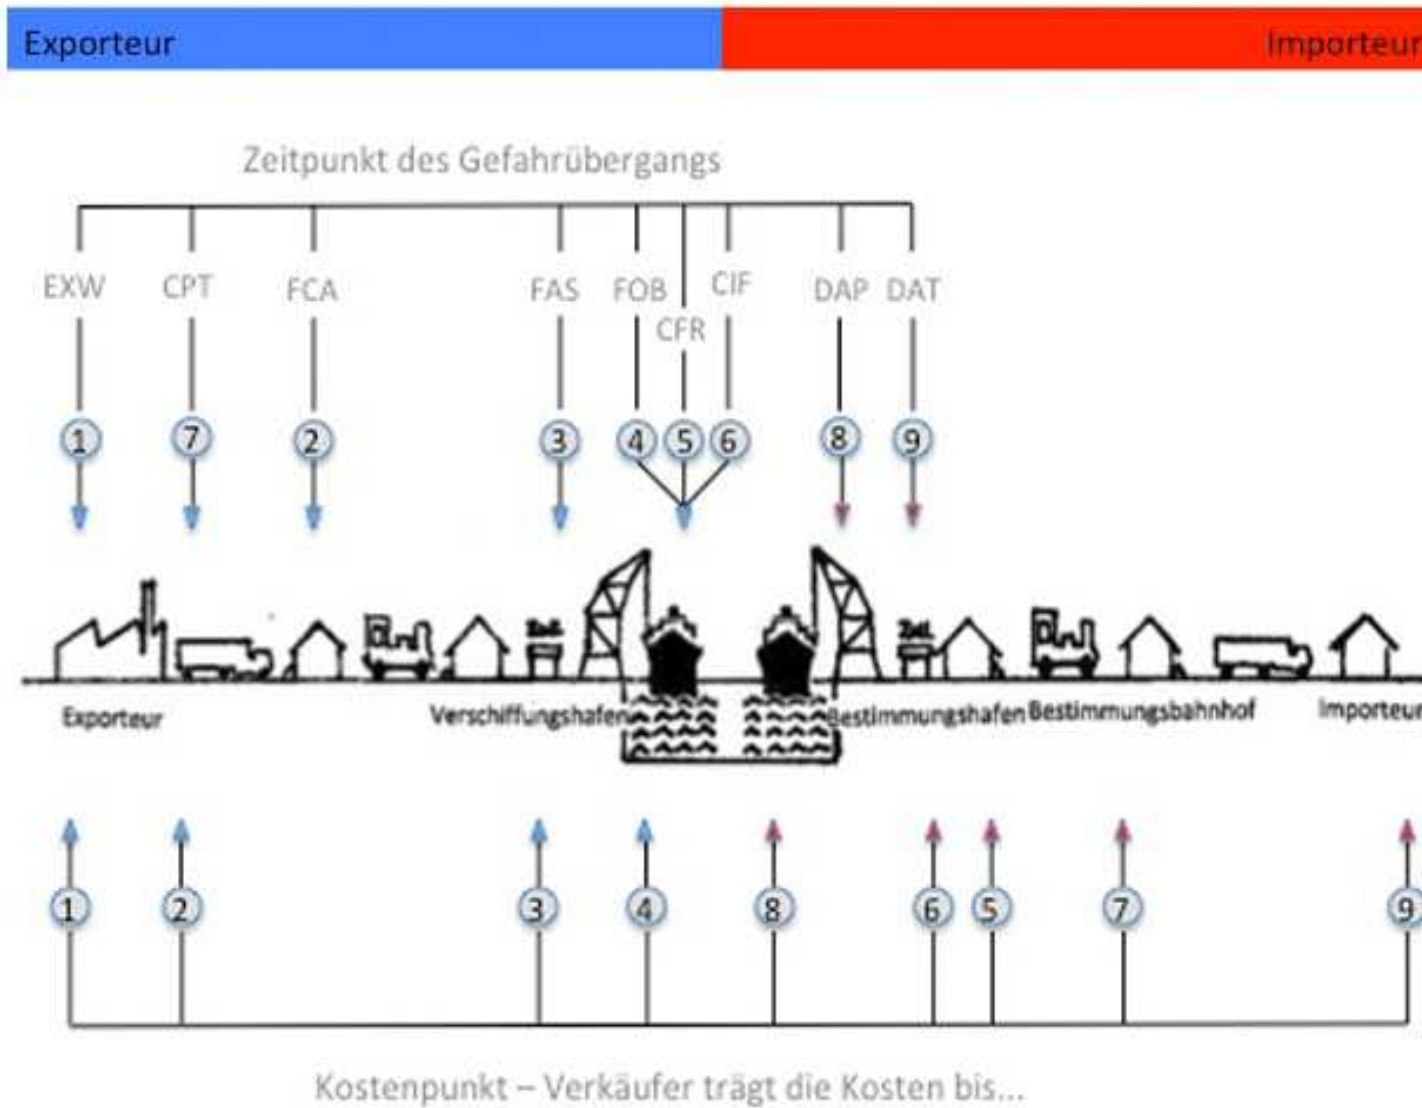 Exporteur Importeur
Zeitpunkt des Gefahrübergangs
EXW CPT FCA FAS FOB CIF DAP DAT
CFR
1 7 2 3 4 5 6 8 9
Zoll Zoll
Exporteur Verschiffungshafen Bestimmungshafen Bestimmungsbahnhof Importeur
1 2 3 4 8 6 5 7 9
Kostenpunkt – Verkäufer trägt die Kosten bis...